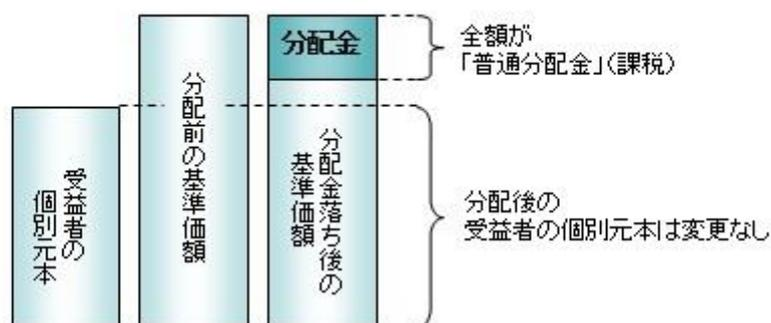 受益者の
個別元本
分配前の基準価額
分配金
分配金落ち後の
基準価額
全額が
「普通分配金」(課税)
分配後の
受益者の個別元本は変更なし